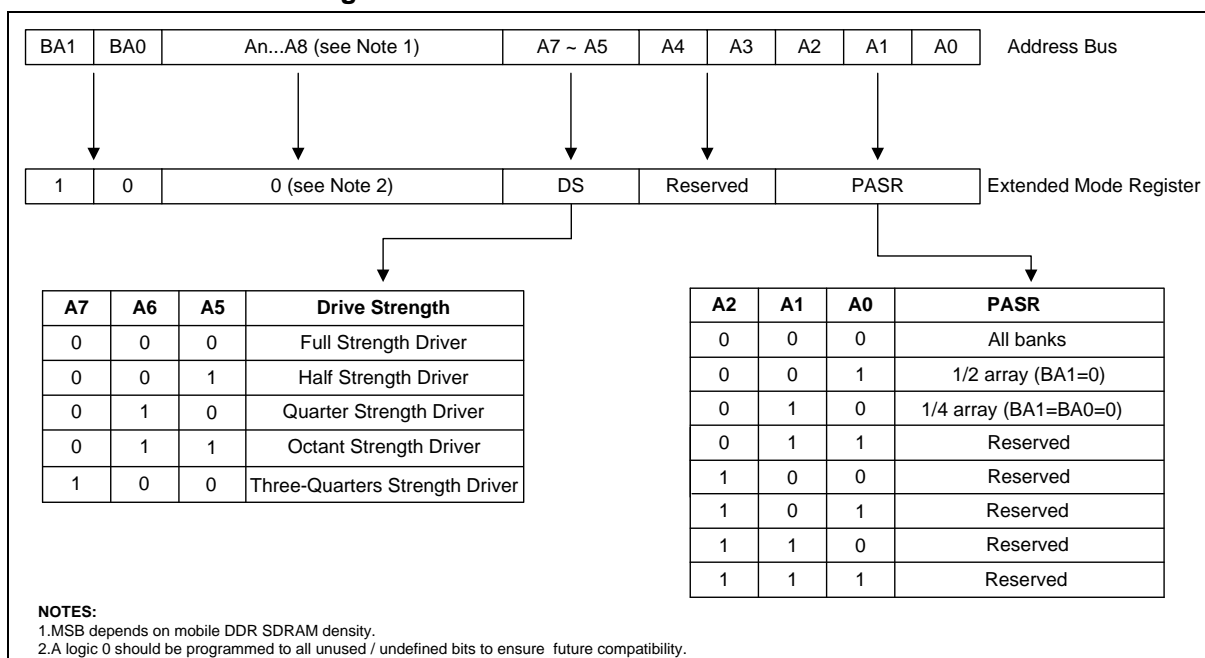 BA1 BA0 An...A8 (see Note 1) A7 ~ A5 A4 A3 A2 A1 A0 Address Bus
1 0 0 (see Note 2) DS Reserved PASR Extended Mode Register
A7 A6 A5 Drive Strength
0 0 0 Full Strength Driver
0 0 1 Half Strength Driver
0 1 0 Quarter Strength Driver
0 1 1 Octant Strength Driver
1 0 0 Three-Quarters Strength Driver
A2 A1 A0 PASR
0 0 0 All banks
0 0 1 1/2 array (BA1=0)
0 1 0 1/4 array (BA1=BA0=0)
0 1 1 Reserved
1 0 0 Reserved
1 0 1 Reserved
1 1 0 Reserved
1 1 1 Reserved
NOTES:
1.MSB depends on mobile DDR SDRAM density.
2.A logic 0 should be programmed to all unused / undefined bits to ensure future compatibility.